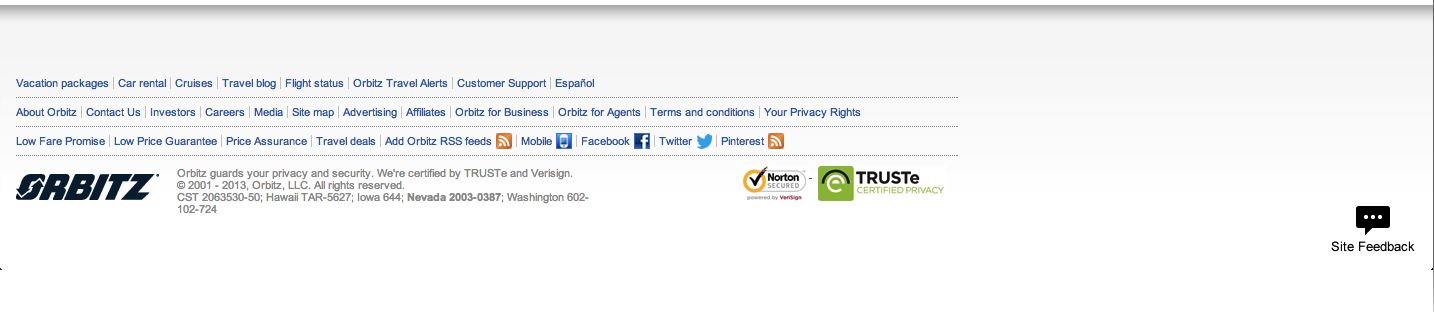 Vacation packages | Car rental | Cruises | Travel blog | Flight status | Orbitz Travel Alerts | Customer Support | Español
About Orbitz | Contact Us | Investors | Careers | Media | Site map | Advertising | Affiliates | Orbitz for Business | Orbitz for Agents | Terms and conditions | Your Privacy Rights
Low Fare Promise | Low Price Guarantee | Price Assurance | Travel deals | Add Orbitz RSS feeds | Mobile | Facebook | Twitter | Pinterest
ORBITZ
Orbitz guards your privacy and security. We're certified by TRUSTe and Verisign.
© 2001 - 2013, Orbitz, LLC. All rights reserved.
CST 2063530-50; Hawaii TAR-5627; Iowa 644; Nevada 2003-0387; Washington 602-
102-724
Norton
SECURED
powered by VeriSign
-
TRUSTe
CERTIFIED PRIVACY
Site Feedback